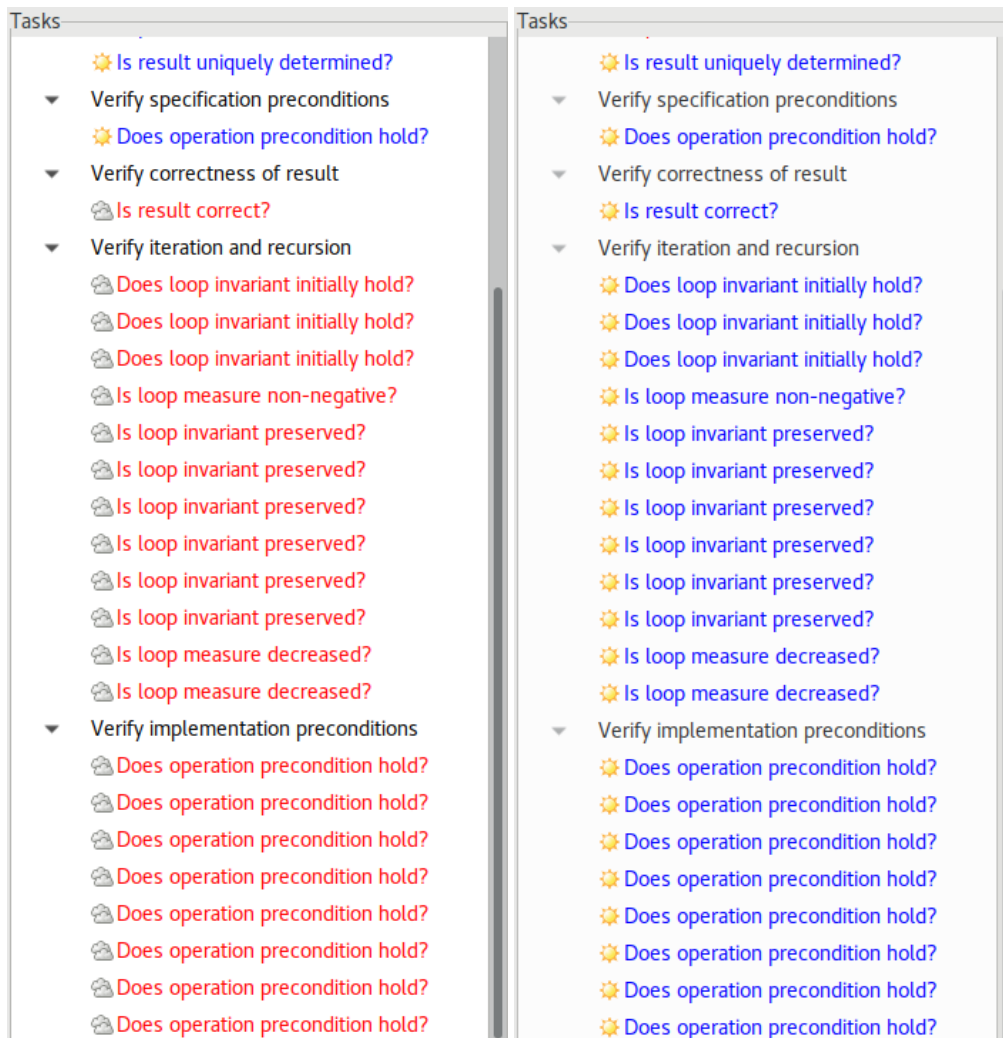 Tasks
Is result uniquely determined?
Verify specification preconditions
Does operation precondition hold?
Verify correctness of result
Is result correct?
Verify iteration and recursion
Does loop invariant initially hold?
Does loop invariant initially hold?
Does loop invariant initially hold?
Is loop measure non-negative?
Is loop invariant preserved?
Is loop invariant preserved?
Is loop invariant preserved?
Is loop invariant preserved?
Is loop invariant preserved?
Is loop invariant preserved?
Is loop measure decreased?
Is loop measure decreased?
Verify implementation preconditions
Does operation precondition hold?
Does operation precondition hold?
Does operation precondition hold?
Does operation precondition hold?
Does operation precondition hold?
Does operation precondition hold?
Does operation precondition hold?
Does operation precondition hold?
Tasks
Is result uniquely determined?
Verify specification preconditions
Does operation precondition hold?
Verify correctness of result
Is result correct?
Verify iteration and recursion
Does loop invariant initially hold?
Does loop invariant initially hold?
Does loop invariant initially hold?
Is loop measure non-negative?
Is loop invariant preserved?
Is loop invariant preserved?
Is loop invariant preserved?
Is loop invariant preserved?
Is loop invariant preserved?
Is loop invariant preserved?
Is loop measure decreased?
Is loop measure decreased?
Verify implementation preconditions
Does operation precondition hold?
Does operation precondition hold?
Does operation precondition hold?
Does operation precondition hold?
Does operation precondition hold?
Does operation precondition hold?
Does operation precondition hold?
Does operation precondition hold?